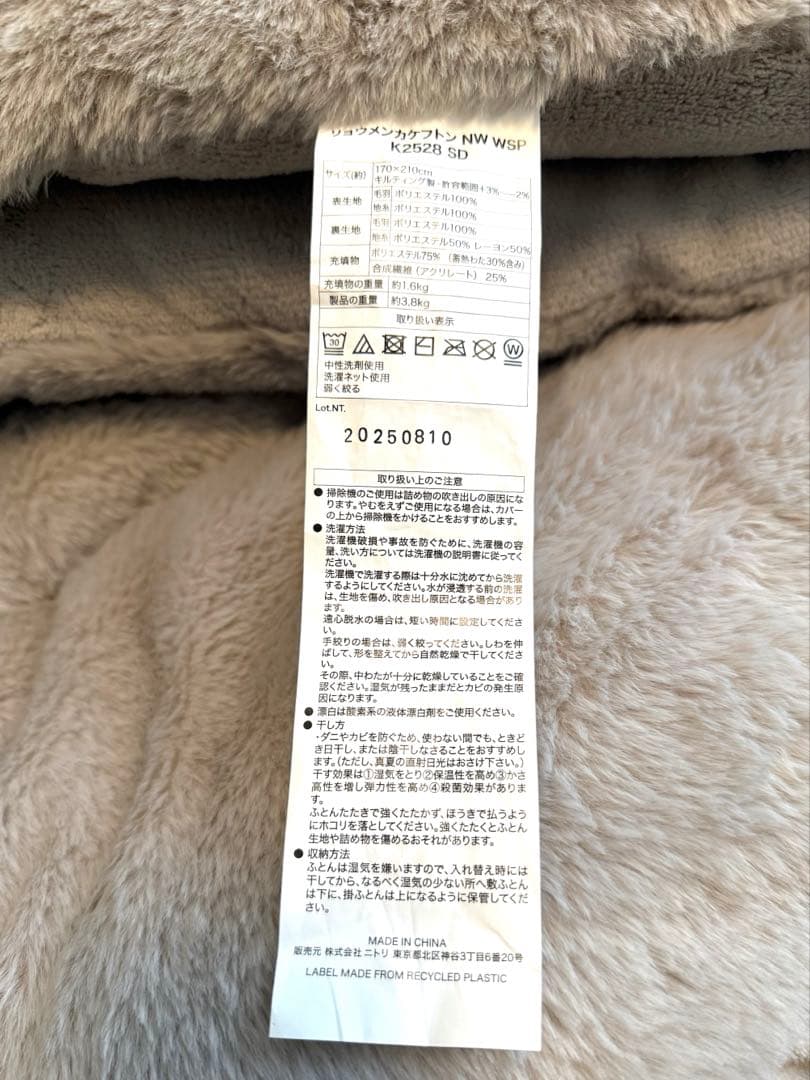 リョウメンカケフトン NW WSP
K2528 SD
サイズ(約) 170×210cm
キルティング製・許容範囲+3%―-2%
表生地 毛羽 ポリエステル100%
地糸 ポリエステル100%
裏生地 毛羽 ポリエステル100%
地糸 ポリエステル50% レーヨン50%
充填物 ポリエステル75% (蓄熱わた30%含み)
合成繊維 (アクリレート) 25%
充填物の重量 約1.6kg
製品の重量 約3.8kg
取り扱い表示
30 W
中性洗剤使用
洗濯ネット使用
弱く絞る
Lot.NT.
20250810
取り扱い上のご注意
●掃除機のご使用は詰め物の吹き出しの原因にな
ります。やむをえずご使用になる場合は、カバー
の上から掃除機をかけることをおすすめします。
●洗濯方法
洗濯機破損や事故を防ぐために、洗濯機の容
量、洗い方については洗濯機の説明書に従ってく
ださい。
洗濯機で洗濯する際は十分水に沈めてから洗濯
するようにしてください。水が浸透する前の洗濯
は、生地を傷め、吹き出し原因となる場合があり
ます。
遠心脱水の場合は、短い時間に設定してくださ
い。
手絞りの場合は、弱く絞ってください。しわを伸
ばして、形を整えてから自然乾燥で干してくださ
い。
その際、中わたが十分に乾燥していることをご確
認ください。湿気が残ったままだとカビの発生原
因になります。
●漂白は酸素系の液体漂白剤をご使用ください。
●干し方
・ダニやカビを防ぐため、使わない間でも、ときど
き日干し、または陰干しなさることをおすすめしま
す。(ただし、真夏の直射日光はおさけ下さい。)
干す効果は①湿気をとり②保温性を高め③かさ
高性を増し弾力性を高め④殺菌効果がありま
す。
ふとんたたきで強くたたかず、ほうきで払うよう
にホコリを落としてください。強くたたくとふとん
生地や詰め物を傷めるおそれがあります。
●収納方法
ふとんは湿気を嫌いますので、入れ替え時には
干してから、なるべく湿気の少ない所へ敷ふとん
は下に、掛ふとんは上になるように保管してくだ
さい。
MADE IN CHINA
販売元 株式会社 ニトリ 東京都北区神谷3丁目6番20号
LABEL MADE FROM RECYCLED PLASTIC